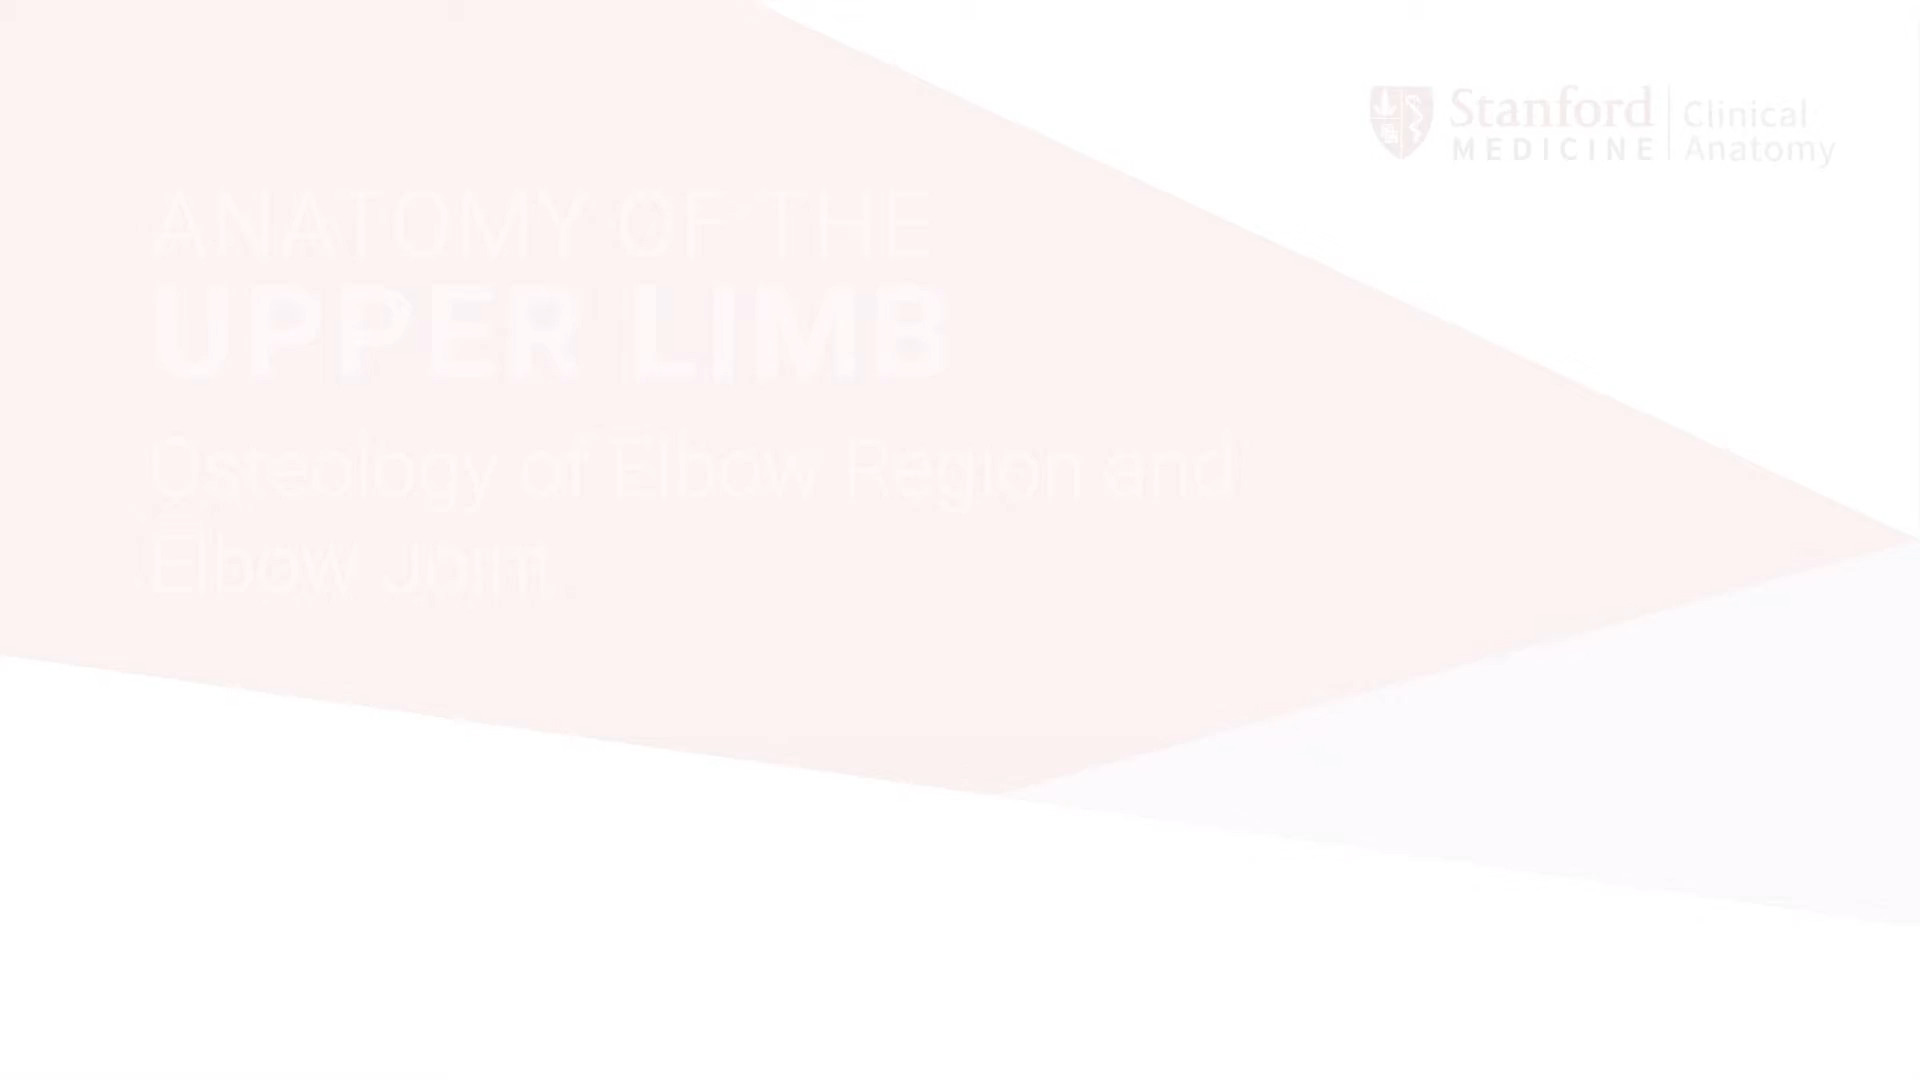 Stanford
MEDICINE
Clinical
Anatomy
ANATOMY OF THE
UPPER LIMB
Osteology of Elbow Region and
Elbow Joint